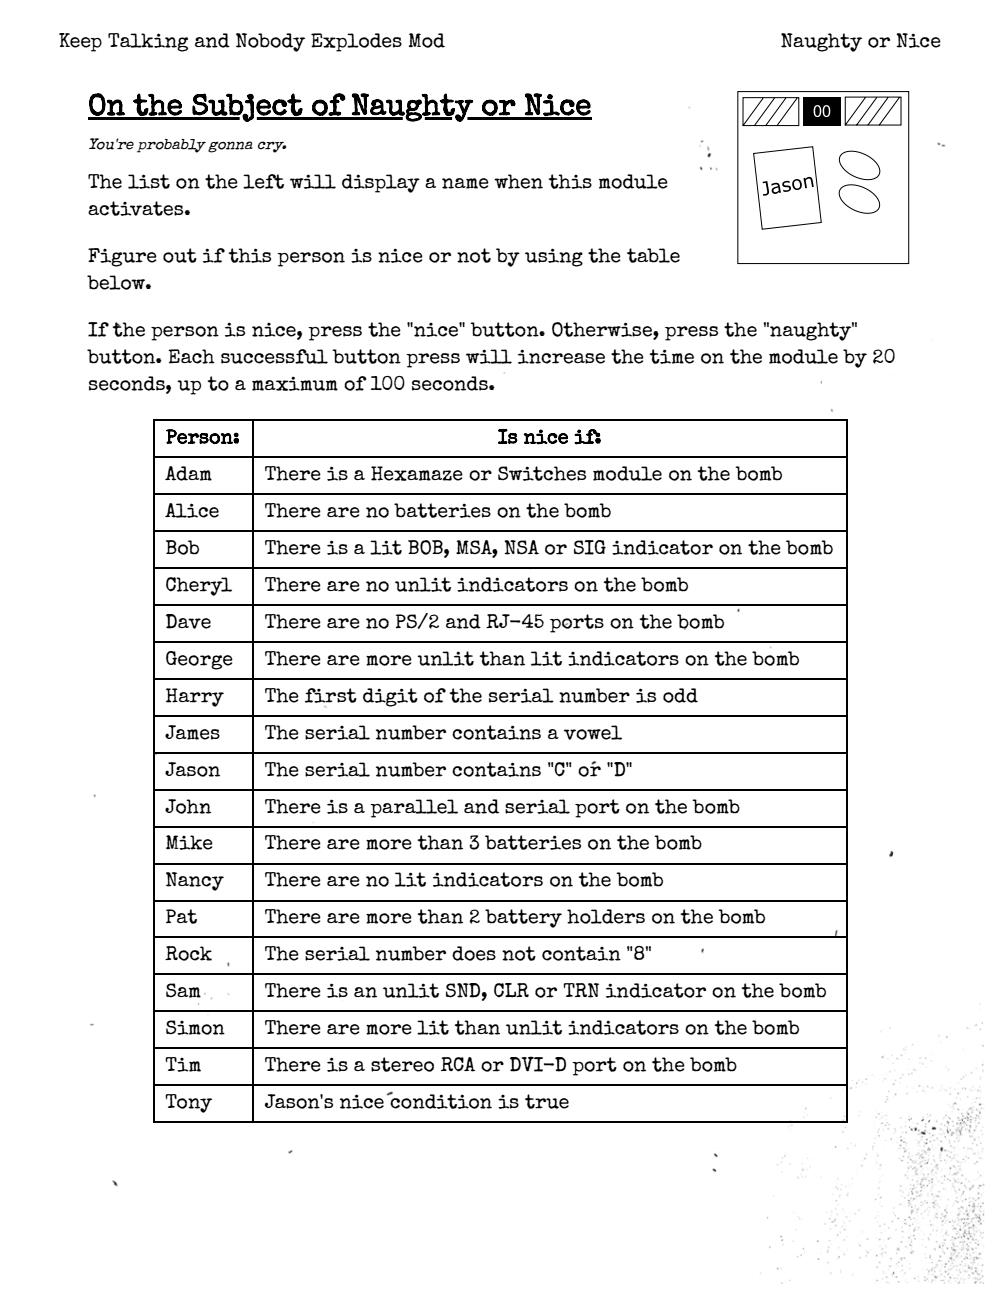 Keep Talking and Nobody Explodes Mod
Naughty or Nice
On the Subject of Naughty or Nice
00
Jason
You're probably gonna cry.
The list on the left will display a name when this module
activates.
Figure out if this person is nice or not by using the table
below.
If the person is nice, press the "nice" button. Otherwise, press the "naughty"
button. Each successful button press will increase the time on the module by 20
seconds, up to a maximum of 100 seconds.
Person: Is nice if:
Adam There is a Hexamaze or Switches module on the bomb
Alice There are no batteries on the bomb
Bob There is a lit BOB, MSA, NSA or SIG indicator on the bomb
Cheryl There are no unlit indicators on the bomb
Dave There are no PS/2 and RJ-45 ports on the bomb
George There are more unlit than lit indicators on the bomb
Harry The first digit of the serial number is odd
James The serial number contains a vowel
Jason The serial number contains "C" or "D"
John There is a parallel and serial port on the bomb
Mike There are more than 3 batteries on the bomb
Nancy There are no lit indicators on the bomb
Pat There are more than 2 battery holders on the bomb
Rock The serial number does not contain "8"
Sam There is an unlit SND, CLR or TRN indicator on the bomb
Simon There are more lit than unlit indicators on the bomb
Tim There is a stereo RCA or DVI-D port on the bomb
Tony Jason's nice condition is true